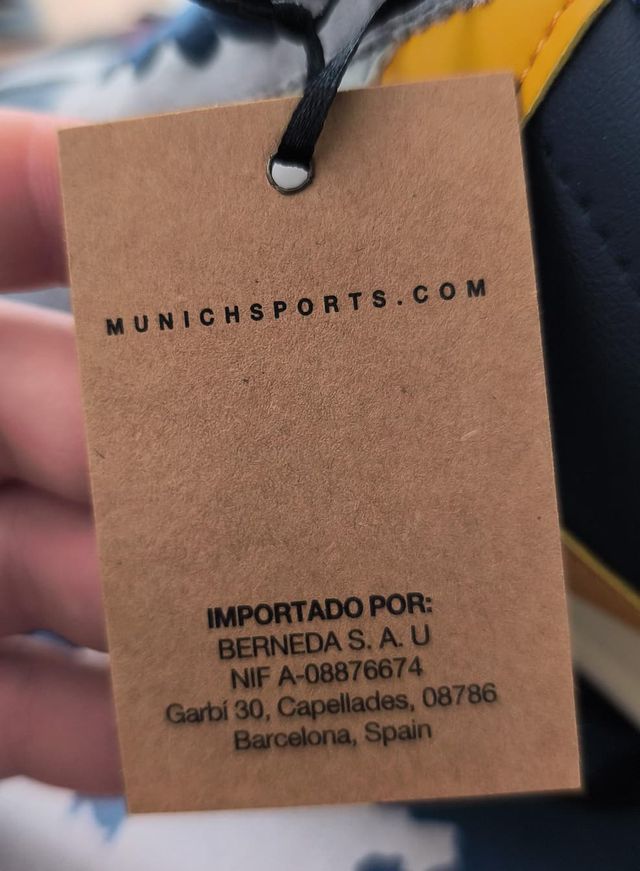 MUNICHSPORTS.COM
IMPORTADO POR:
BERNEDA S. A. U
NIF A-08876674
Garbí 30, Capellades, 08786
Barcelona, Spain